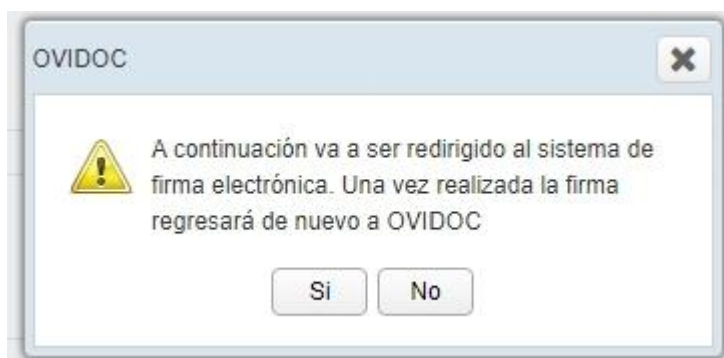 OVIDOC
A continuación va a ser redirigido al sistema de
firma electrónica. Una vez realizada la firma
regresará de nuevo a OVIDOC
Si
No